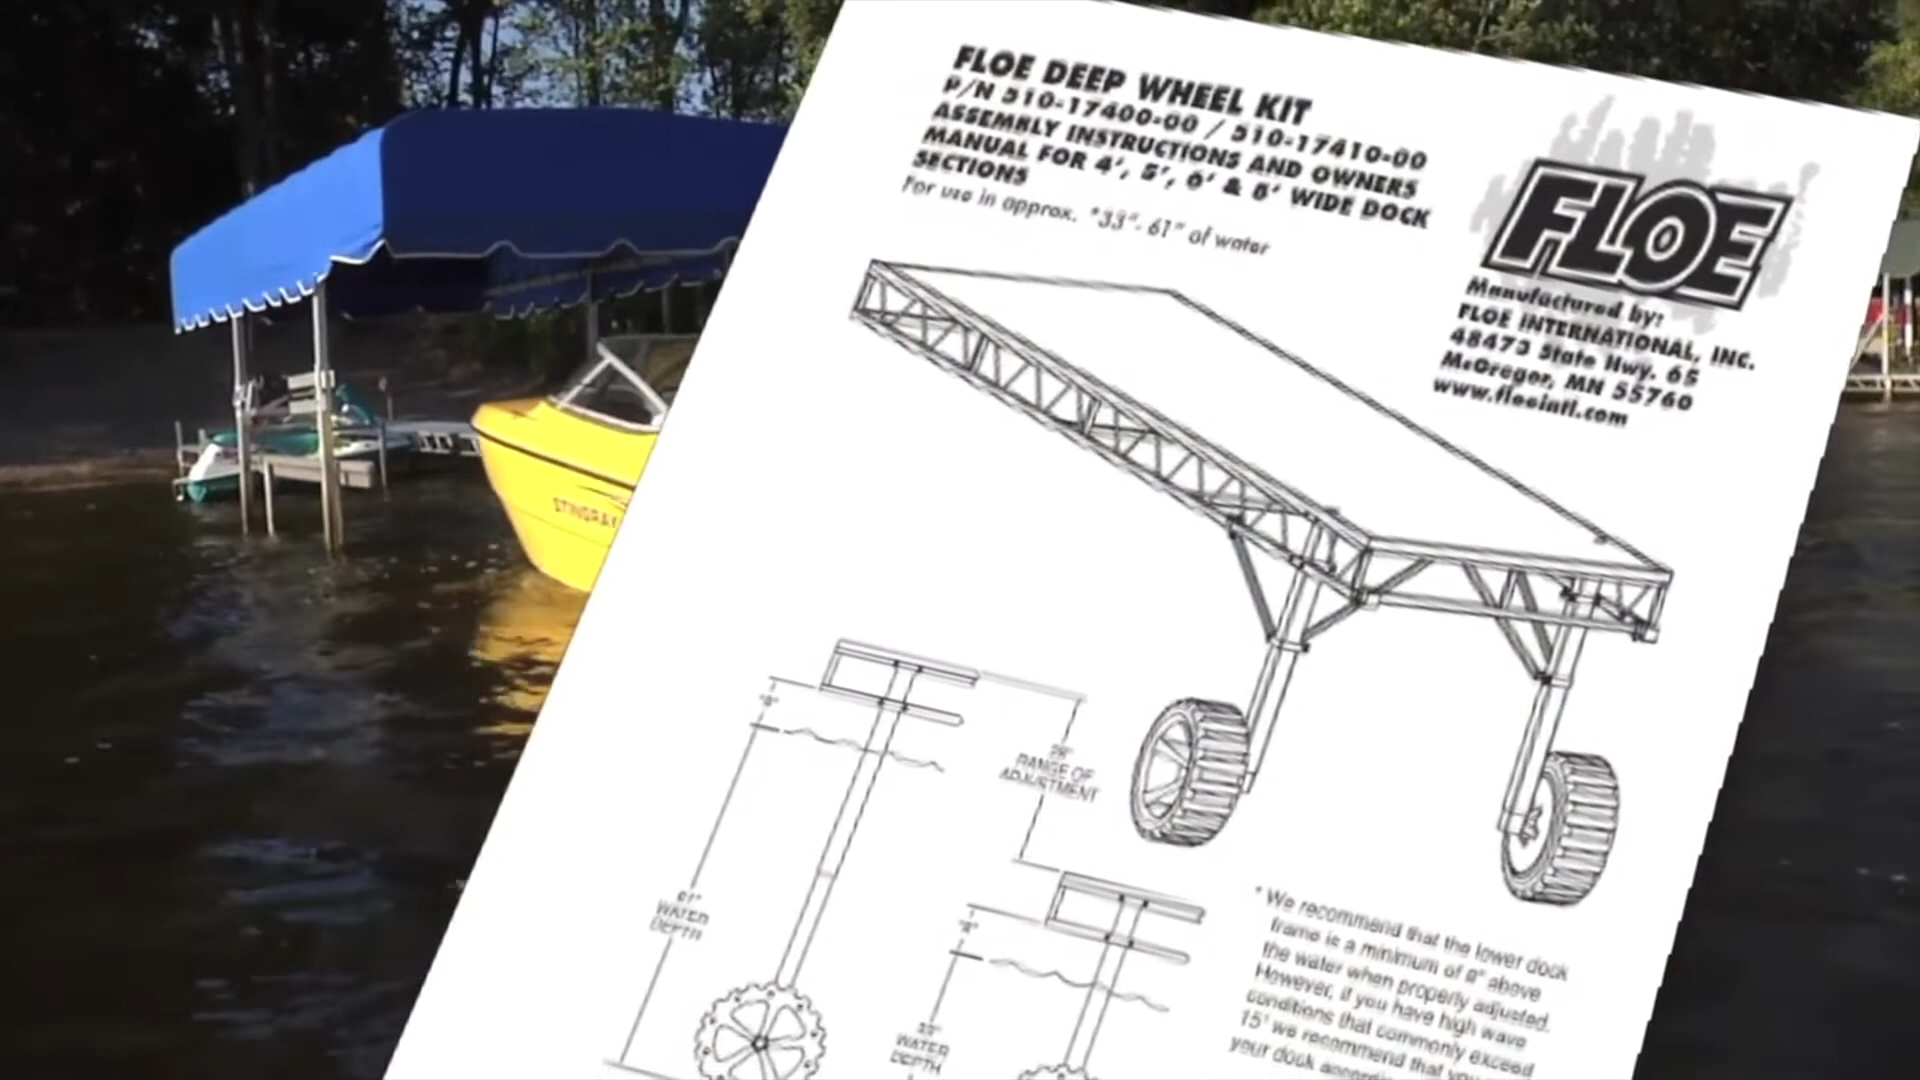 FLOE DEEP WHEEL KIT
P/N 510-17400-00 / 510-17410-00
ASSEMBLY INSTRUCTIONS AND OWNERS
MANUAL FOR 4', 5', 6' & 8' WIDE DOCK
SECTIONS
For use in approx. *33"- 61" of water
FLOE
Manufactured by:
FLOE INTERNATIONAL, INC.
48473 State Hwy. 65
McGregor, MN 55760
www.floeintl.com
STINGRAY
RANGE OF
ADJUSTMENT
61"
WATER
DEPTH
33"
WATER
DEPTH
* We recommend that the lower dock
frame is a minimum of 8" above
the water when properly adjusted.
However, if you have high wave
conditions that commonly exceed
we recommend that you
your dock